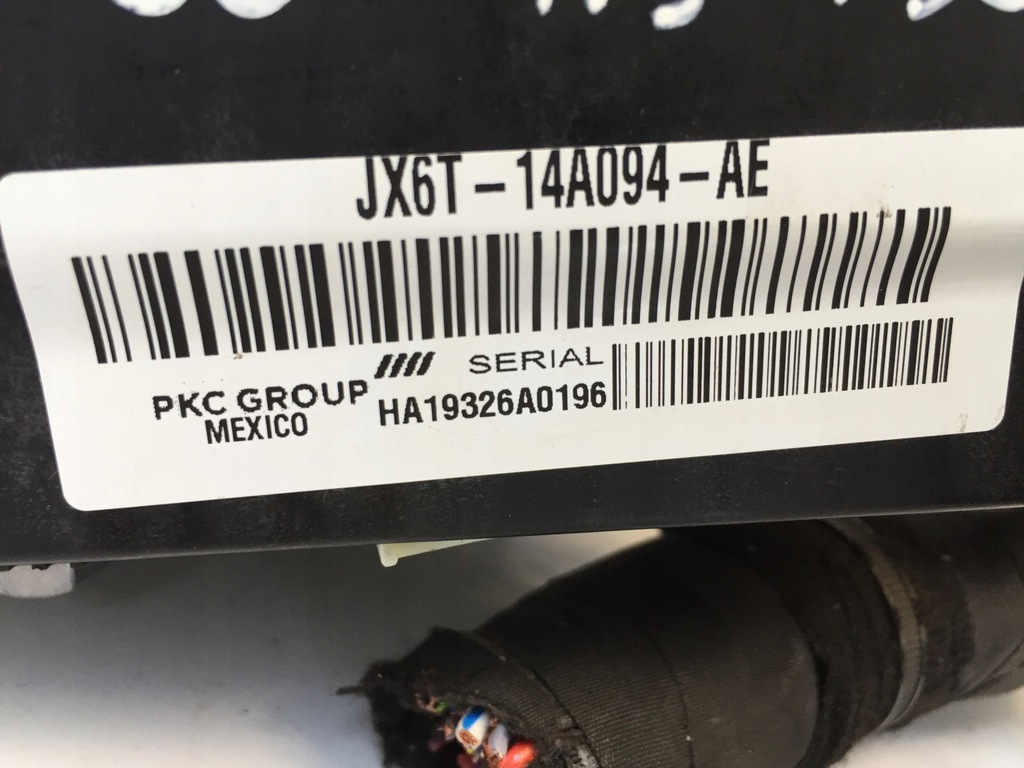 JX6T-14A094-AE
SERIAL
PKC GROUP
MEXICO
HA19326A0196